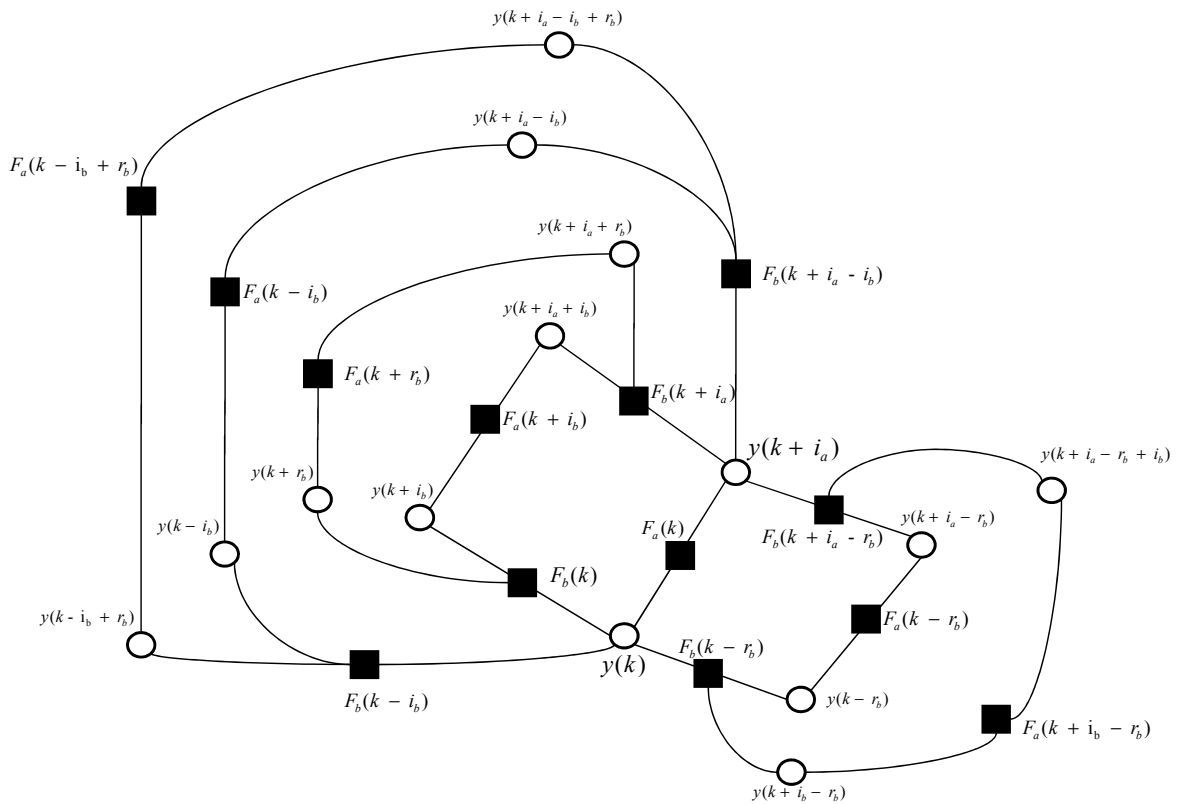 y(k + i_a − i_b + r_b)
y(k + i_a − i_b)
F_a(k − i_b + r_b)
y(k + i_a + r_b)
F_b(k + i_a - i_b)
F_a(k − i_b)
y(k + i_a + i_b)
F_a(k + r_b)
F_b(k + i_a)
F_a(k + i_b)
y(k + i_a)
y(k + i_a − r_b + i_b)
y(k + r_b)
y(k + i_b)
y(k − i_b)
F_a(k)
y(k + i_a − r_b)
F_b(k + i_a - r_b)
F_b(k)
y(k - i_b + r_b)
F_a(k − r_b)
F_b(k − r_b)
y(k)
F_b(k − i_b)
y(k − r_b)
F_a(k + i_b − r_b)
y(k + i_b − r_b)